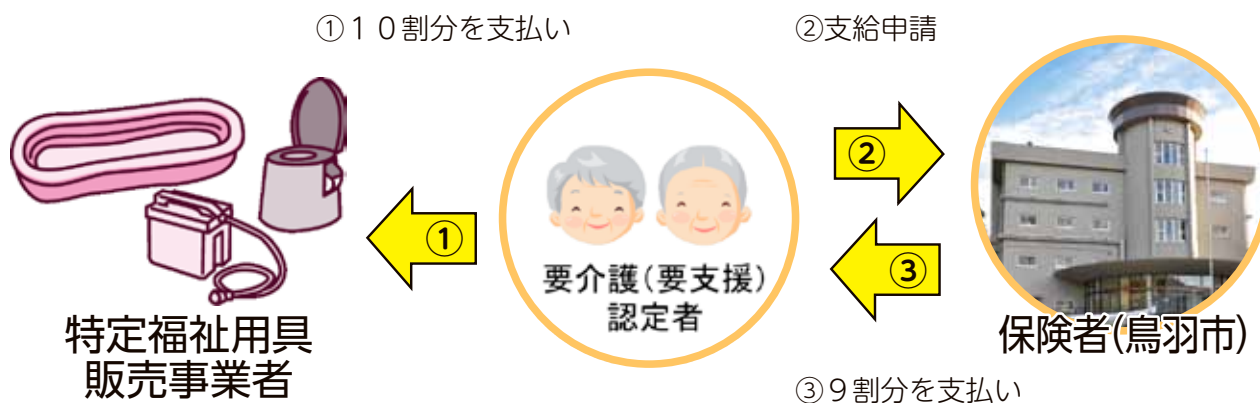 ①１０割分を支払い
②支給申請
①
②
③
要介護(要支援)
認定者
特定福祉用具
販売事業者
保険者(鳥羽市)
③９割分を支払い